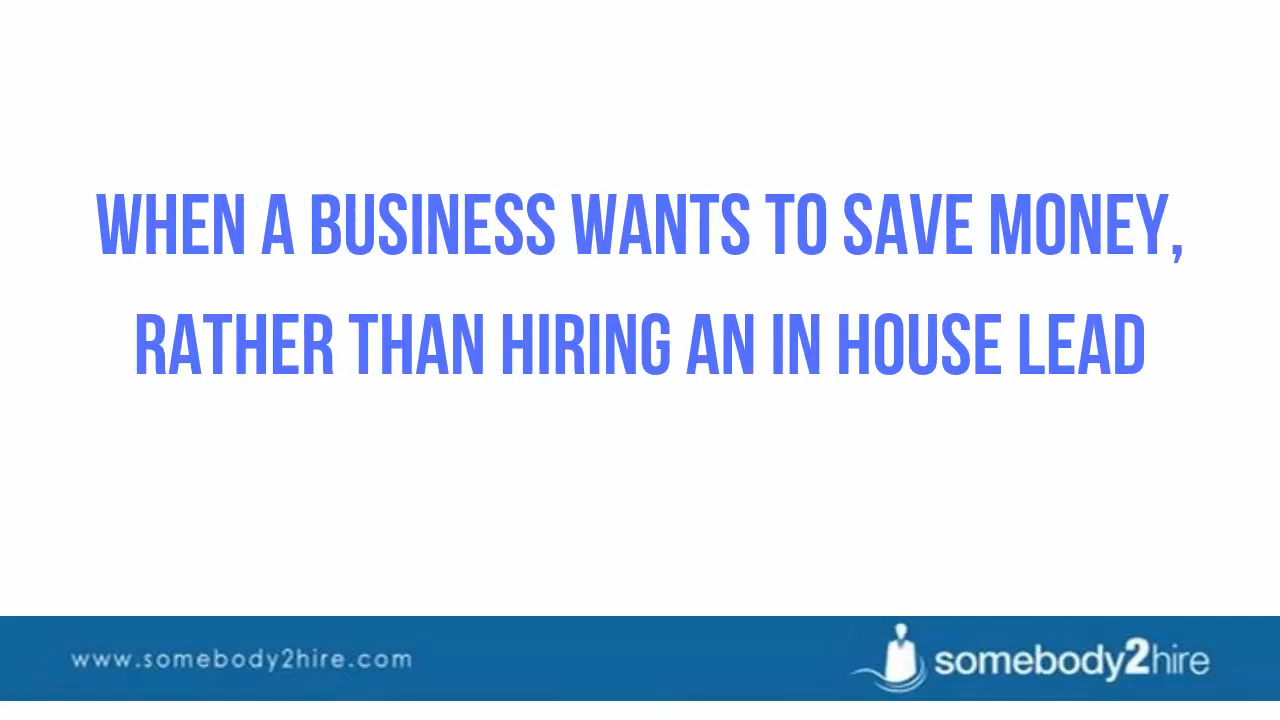 WHEN A BUSINESS WANTS TO SAVE MONEY,
RATHER THAN HIRING AN IN HOUSE LEAD
www.somebody2hire.com
somebody2hire